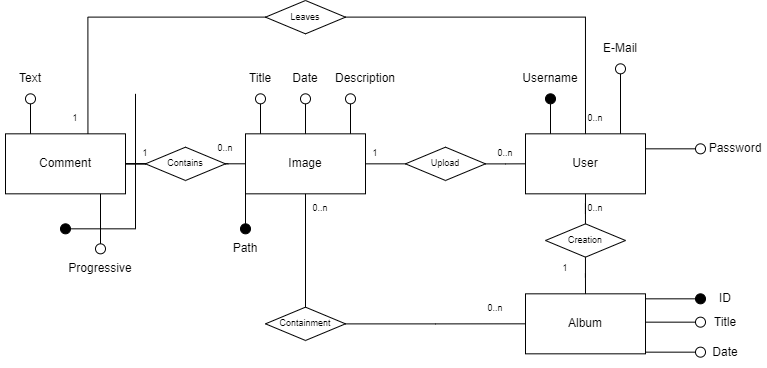 Leaves
E-Mail
Text
Title
Date
Description
Username
1
0..n
Comment
1
Contains
0..n
Image
1
Upload
0..n
User
Password
0..n
0..n
Path
Creation
Progressive
1
0..n
Containment
Album
ID
Title
Date